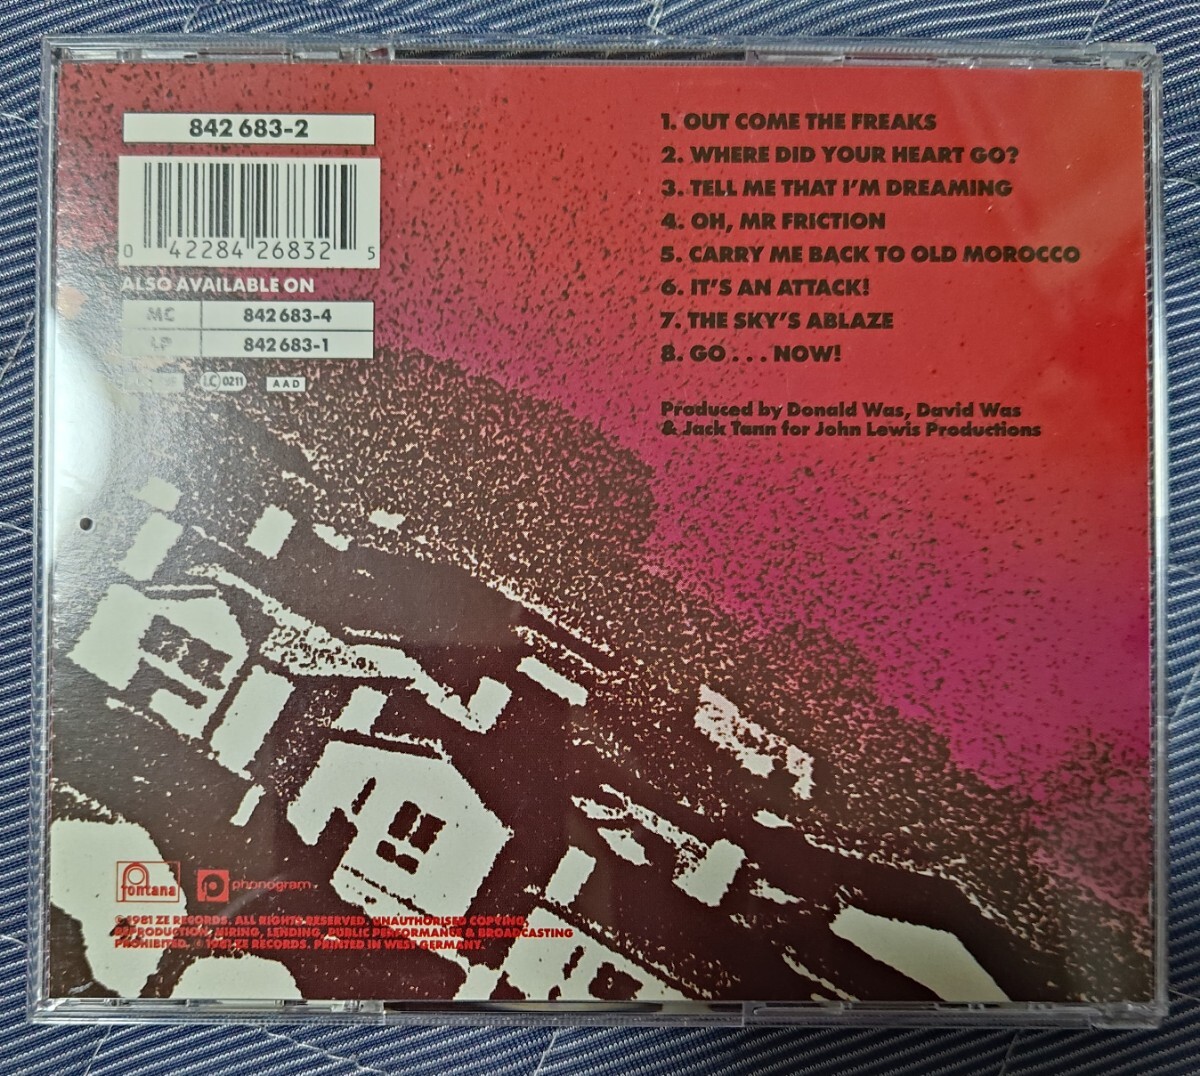 842 683-2
0 42284 26832 5
ALSO AVAILABLE ON
MC 842 683-4
LP 842 683-1
LC 0211 AAD
1. OUT COME THE FREAKS
2. WHERE DID YOUR HEART GO?
3. TELL ME THAT I'M DREAMING
4. OH, MR FRICTION
5. CARRY ME BACK TO OLD MOROCCO
6. IT'S AN ATTACK!
7. THE SKY'S ABLAZE
8. GO . . . NOW!
Produced by Donald Was, David Was
& Jack Tann for John Lewis Productions
fontana
phonogram
© 1981 ZE RECORDS. ALL RIGHTS RESERVED. UNAUTHORISED COPYING,
REPRODUCTION, HIRING, LENDING, PUBLIC PERFORMANCE & BROADCASTING
PROHIBITED. 1981 ZE RECORDS. PRINTED IN WEST GERMANY.